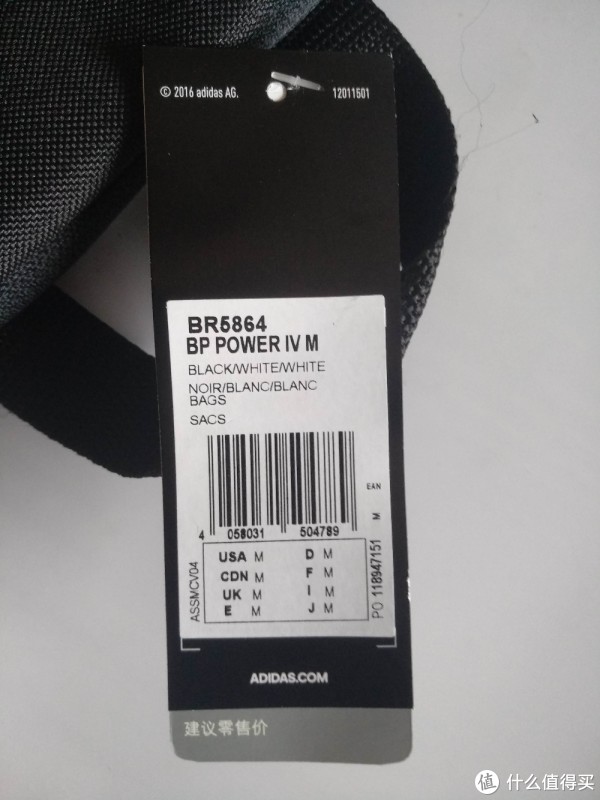 © 2016 adidas AG. 12011501
BR5864
BP POWER IV M
BLACK/WHITE/WHITE
NOIR/BLANC/BLANC
BAGS
SACS
EAN
M
4 058031 504789
ASSM/CV04
USA M D M
CDN M F M
UK M I M
E M J M
PO 118947151
ADIDAS.COM
建议零售价
值 什么值得买